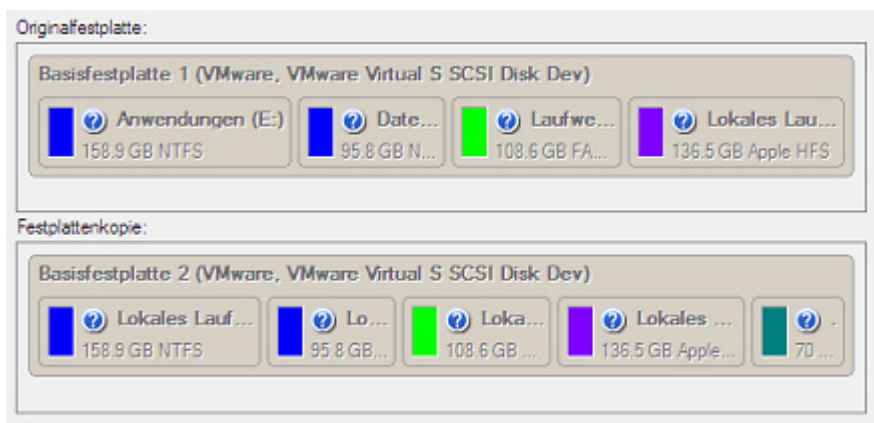 Originalfestplatte:
Basisfestplatte 1 (VMware, VMware Virtual S SCSI Disk Dev)
Anwendungen (E:) Date... Laufwe... Lokales Lau...
158.9 GB NTFS 95.8 GB N... 108.6 GB FA... 136.5 GB Apple HFS
Festplattenkopie:
Basisfestplatte 2 (VMware, VMware Virtual S SCSI Disk Dev)
Lokales Lauf... Lo... Loka... Lokales ... .
158.9 GB NTFS 95.8 GB... 108.6 GB ... 136.5 GB Apple... 70 ...